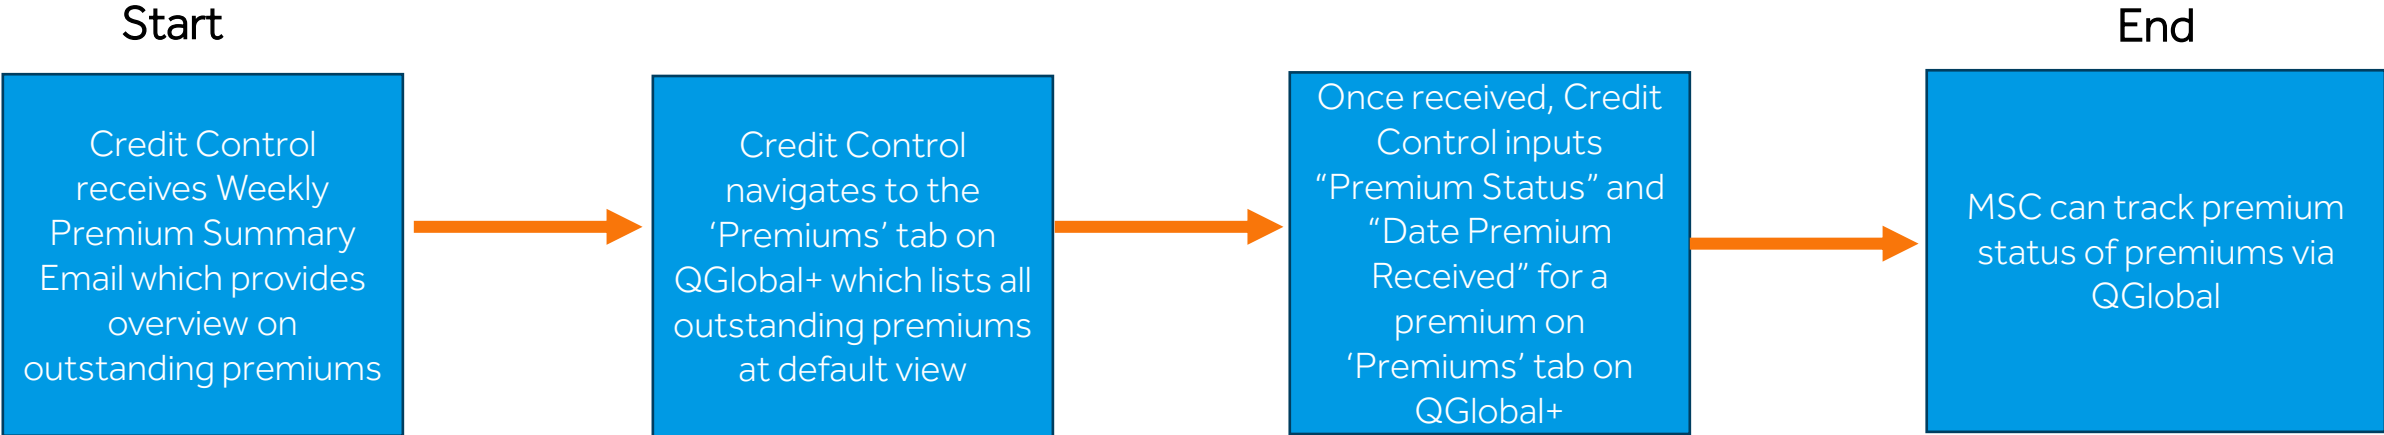 Start
End
Credit Control
receives Weekly
Premium Summary
Email which provides
overview on
outstanding premiums
Credit Control
navigates to the
‘Premiums’ tab on
QGlobal+ which lists all
outstanding premiums
at default view
Once received, Credit
Control inputs
“Premium Status” and
“Date Premium
Received” for a
premium on
‘Premiums’ tab on
QGlobal+
MSC can track premium
status of premiums via
QGlobal